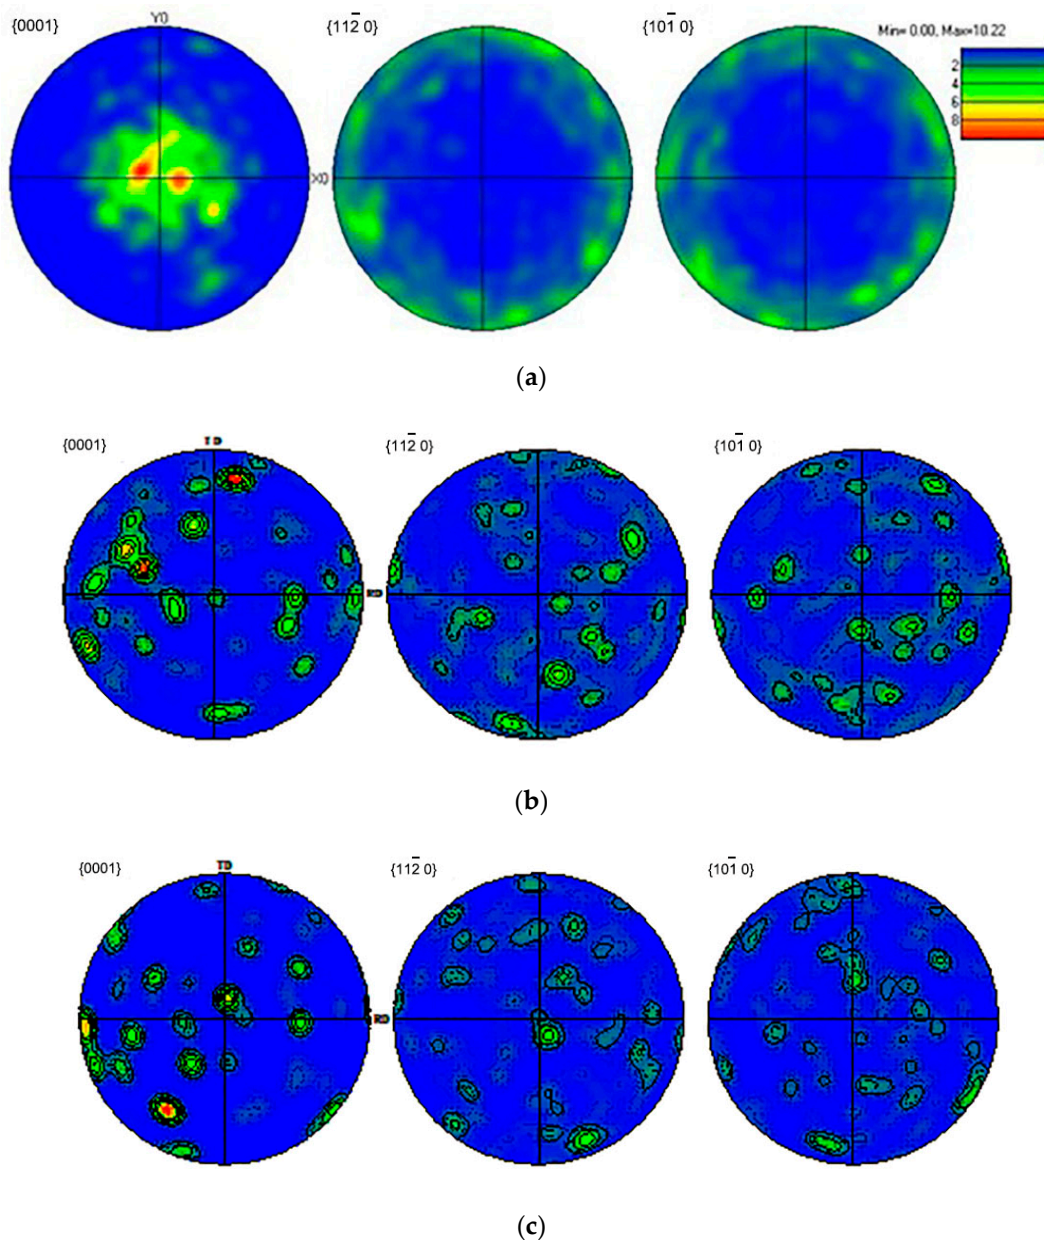 {0001} Y0 {112̅ 0} {101̅ 0} Min= 0.00, Max=10.22
2
4
6
8
X0
(a)
{0001} TD {112̅ 0} {101̅ 0}
RD
(b)
{0001} TD {112̅ 0} {101̅ 0}
RD
(c)